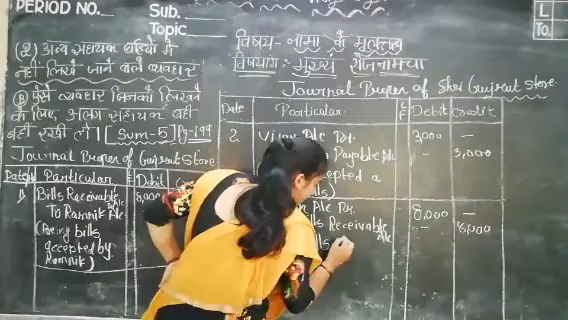 PERIOD NO.
Sub.
Topic
L
To.
(2) अन्य सहायक बहियों में
नहीं लिखे जाने वाले व्यवहार
ऐसे व्यवहार जिनको लिखने
के लिए अलग सहायक बही
नहीं रखी हो। [Sum-5] Pg-199
विषय- नामा के मूलतत्व
विभाग- मुख्य रोजनामचा
Journal Proper of Gujrat Store
Date Particular Debit
1) Bills Receivable A/c 8,000
To Ramnik A/c
(Being bills
accepted by
Ramnik)
Journal Proper of Shri Gujrat Store.
Date Particular L F Debit Credit
2 A/c Dr. 3,000 –
Payable A/c – 3,000
accepted a
A/c Dr. 8,000 –
Bills Receivable A/c – 8,000